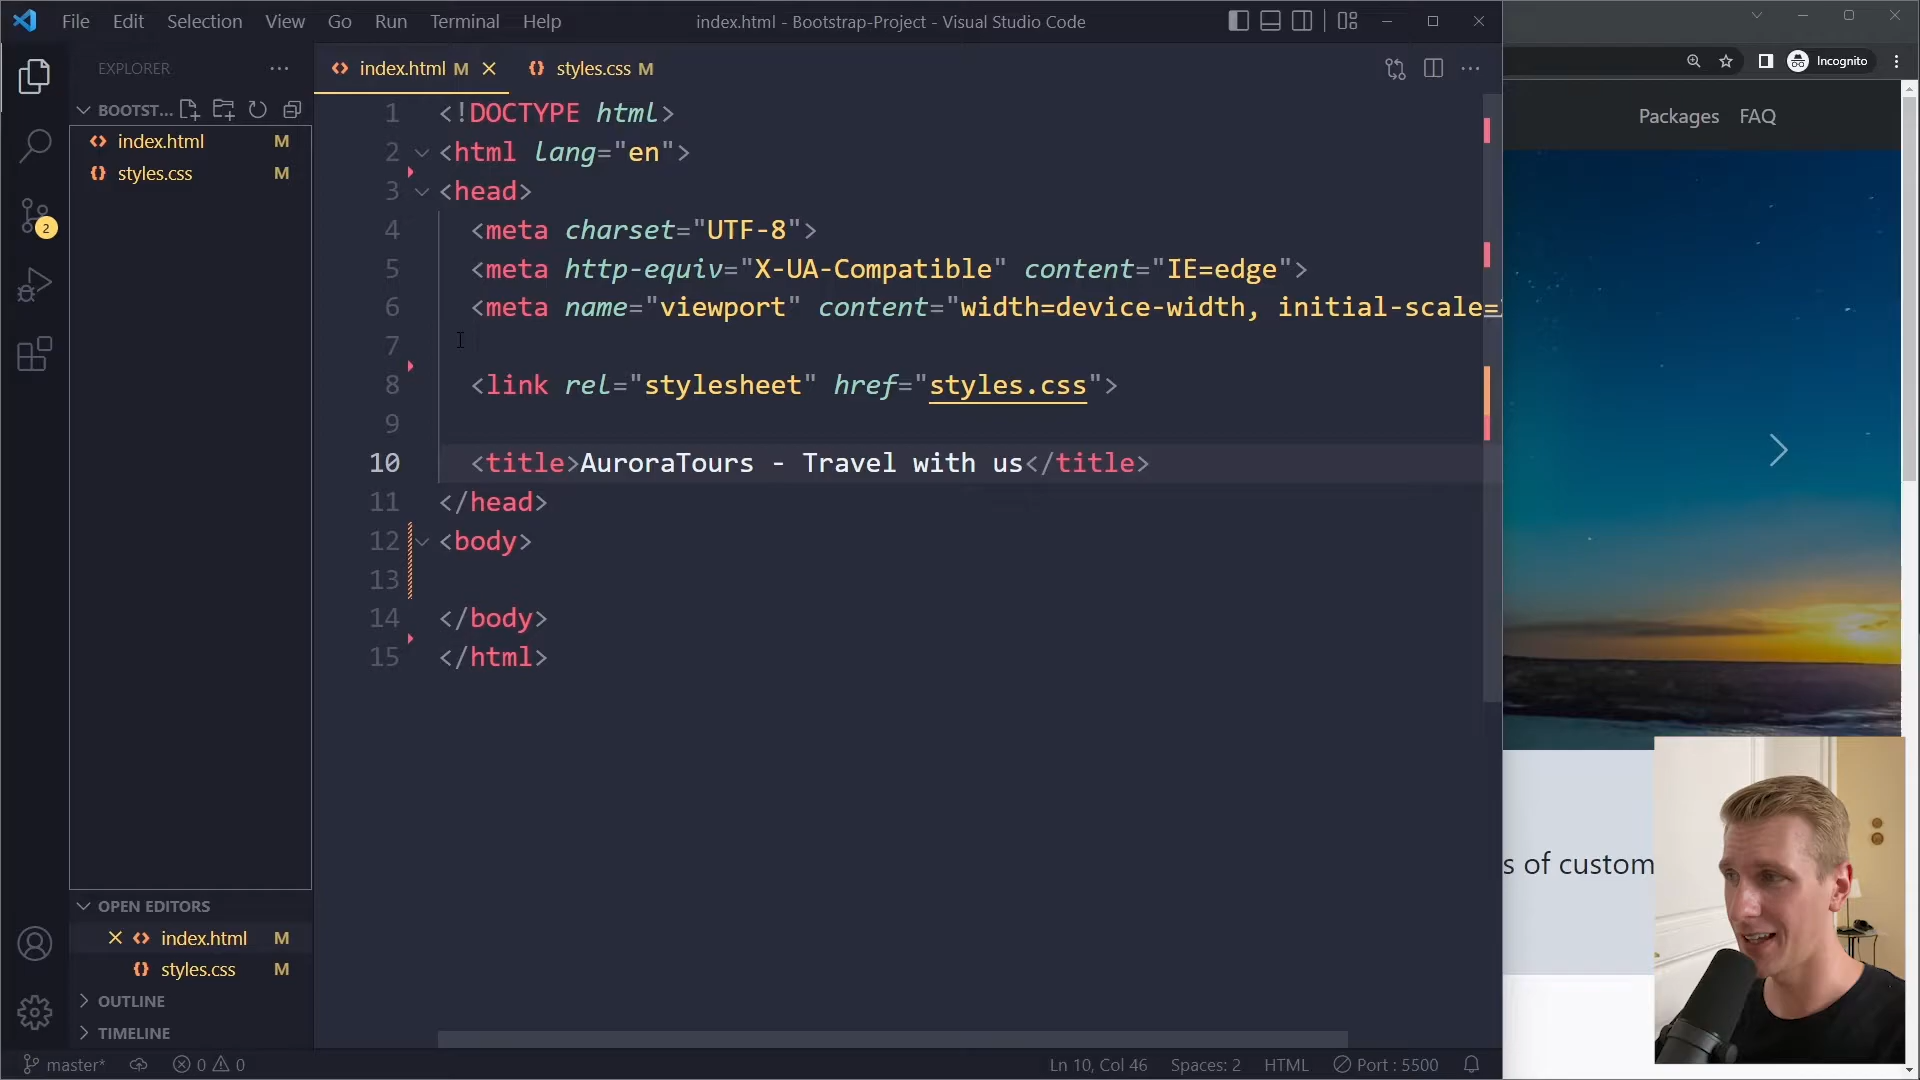 File Edit Selection View Go Run Terminal Help
index.html - Bootstrap-Project - Visual Studio Code
EXPLORER
BOOTST...
index.html M
styles.css M
2
index.html M
styles.css M
1 <!DOCTYPE html>
2 <html lang="en">
3 <head>
4 <meta charset="UTF-8">
5 <meta http-equiv="X-UA-Compatible" content="IE=edge">
6 <meta name="viewport" content="width=device-width, initial-scale=
7
8 <link rel="stylesheet" href="styles.css">
9
10 <title>AuroraTours - Travel with us</title>
11 </head>
12 <body>
13
14 </body>
15 </html>
OPEN EDITORS
index.html M
styles.css M
OUTLINE
TIMELINE
master* 0 0
Ln 10, Col 46 Spaces: 2 HTML Port : 5500
Incognito
Packages FAQ
s of custom